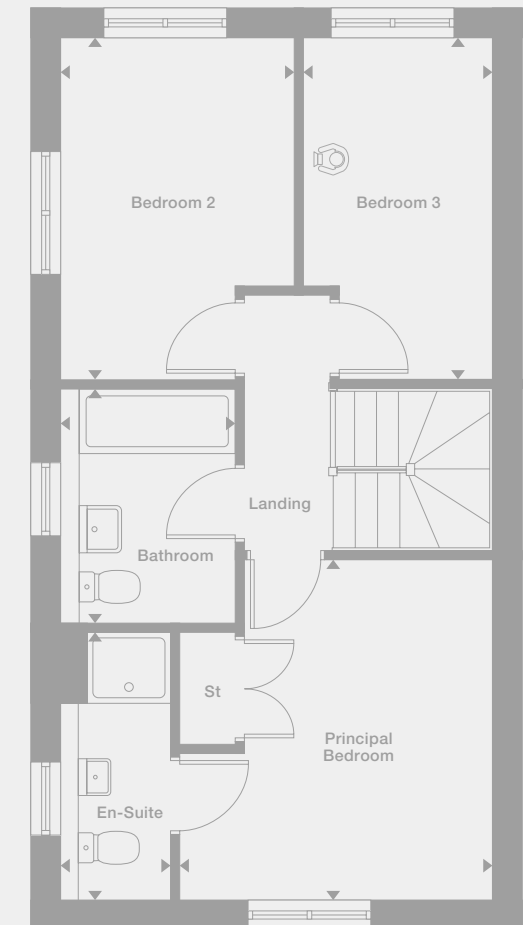 Bedroom 2
Bedroom 3
Landing
Bathroom
St
Principal
Bedroom
En-Suite